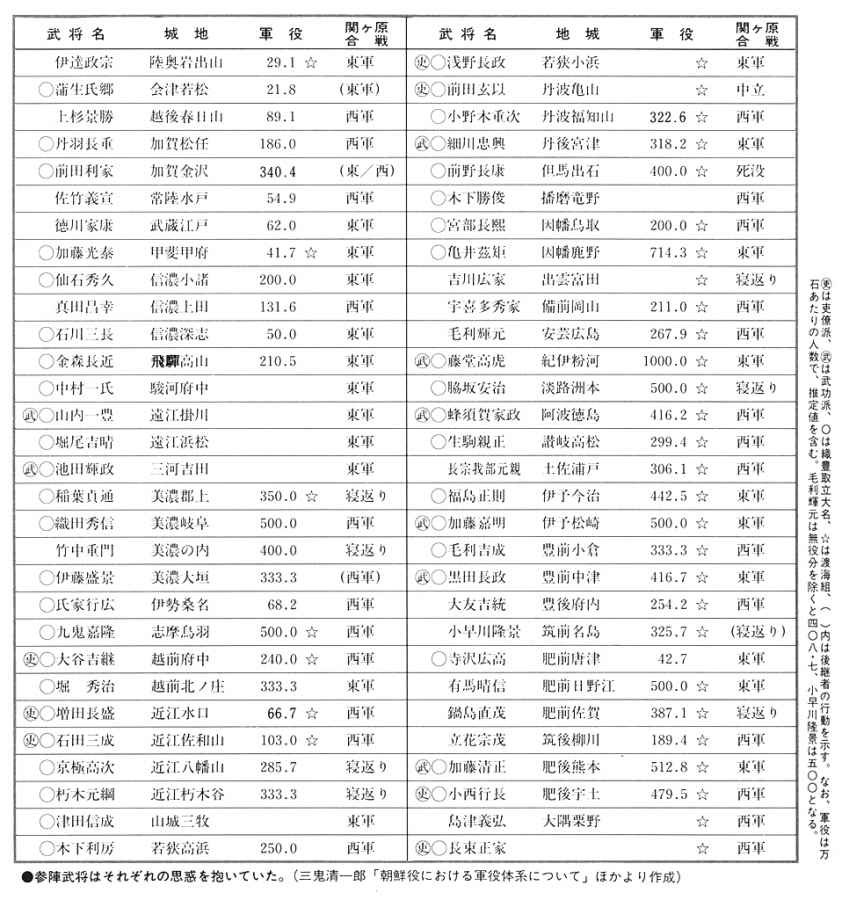 武将名 城地 軍役 関ヶ原合戦
伊達政宗 陸奥岩出山 29.1 ☆ 東軍
○蒲生氏郷 会津若松 21.8 (東軍)
上杉景勝 越後春日山 89.1 西軍
○丹羽長重 加賀松任 186.0 西軍
○前田利家 加賀金沢 340.4 (東/西)
佐竹義宣 常陸水戸 54.9 西軍
徳川家康 武蔵江戸 62.0 東軍
○加藤光泰 甲斐甲府 41.7 ☆ 東軍
○仙石秀久 信濃小諸 200.0 東軍
真田昌幸 信濃上田 131.6 西軍
○石川三長 信濃深志 50.0 東軍
○金森長近 飛騨高山 210.5 東軍
○中村一氏 駿河府中 東軍
㊢○山内一豊 遠江掛川 東軍
○堀尾吉晴 遠江浜松 東軍
武○池田輝政 三河吉田 東軍
○稲葉貞通 美濃郡上 350.0 ☆ 寝返り
○織田秀信 美濃岐阜 500.0 西軍
竹中重門 美濃の内 400.0 寝返り
○伊藤盛景 美濃大垣 333.3 (西軍)
○氏家行広 伊勢桑名 68.2 西軍
○九鬼嘉隆 志摩鳥羽 500.0 ☆ 西軍
吏○大谷吉継 越前府中 240.0 ☆ 西軍
○堀 秀治 越前北ノ庄 333.3 東軍
吏○増田長盛 近江水口 66.7 ☆ 西軍
吏○石田三成 近江佐和山 103.0 ☆ 西軍
○京極高次 近江八幡山 285.7 寝返り
○朽木元綱 近江朽木谷 333.3 寝返り
○津田信成 山城三牧 東軍
○木下利房 若狭高浜 250.0 西軍
武将名 地城 軍役 関ヶ原合戦
吏○浅野長政 若狭小浜 ☆ 東軍
吏○前田玄以 丹波亀山 ☆ 中立
○小野木重次 丹波福知山 322.6 ☆ 西軍
武○細川忠興 丹後宮津 318.2 ☆ 東軍
○前野長康 但馬出石 400.0 ☆ 死没
○木下勝俊 播磨竜野 西軍
○宮部長熙 因幡鳥取 200.0 ☆ 西軍
○亀井茲矩 因幡鹿野 714.3 ☆ 東軍
吉川広家 出雲富田 ☆ 寝返り
宇喜多秀家 備前岡山 211.0 ☆ 西軍
毛利輝元 安芸広島 267.9 ☆ 西軍
武○藤堂高虎 紀伊粉河 1000.0 ☆ 東軍
○脇坂安治 淡路洲本 500.0 ☆ 寝返り
武○蜂須賀家政 阿波徳島 416.2 ☆ 西軍
○生駒親正 讃岐高松 299.4 ☆ 西軍
長宗我部元親 土佐浦戸 306.1 ☆ 西軍
○福島正則 伊予今治 442.5 ☆ 東軍
武○加藤嘉明 伊予松崎 500.0 ☆ 東軍
○毛利吉成 豊前小倉 333.3 ☆ 西軍
武○黒田長政 豊前中津 416.7 ☆ 東軍
大友吉統 豊後府内 254.2 ☆ 西軍
小早川隆景 筑前名島 325.7 ☆ (寝返り)
○寺沢広高 肥前唐津 42.7 東軍
有馬晴信 肥前日野江 500.0 ☆ 東軍
鍋島直茂 肥前佐賀 387.1 ☆ 寝返り
立花宗茂 筑後柳川 189.4 ☆ 西軍
武○加藤清正 肥後熊本 512.8 ☆ 東軍
吏○小西行長 肥後宇土 479.5 ☆ 西軍
島津義弘 大隅栗野 ☆ 西軍
吏○長束正家 ☆ 西軍
吏は吏僚派、武は武功派、○は織豊取立大名、☆は渡海組、( )内は後継者の行動を示す。なお、軍役は万
石あたりの人数で、推定値を含む。毛利輝元は無役分を除くと四〇八・七、小早川隆景は五〇〇となる。
●参陣武将はそれぞれの思惑を抱いていた。(三鬼清一郎「朝鮮役における軍役体系について」ほかより作成)